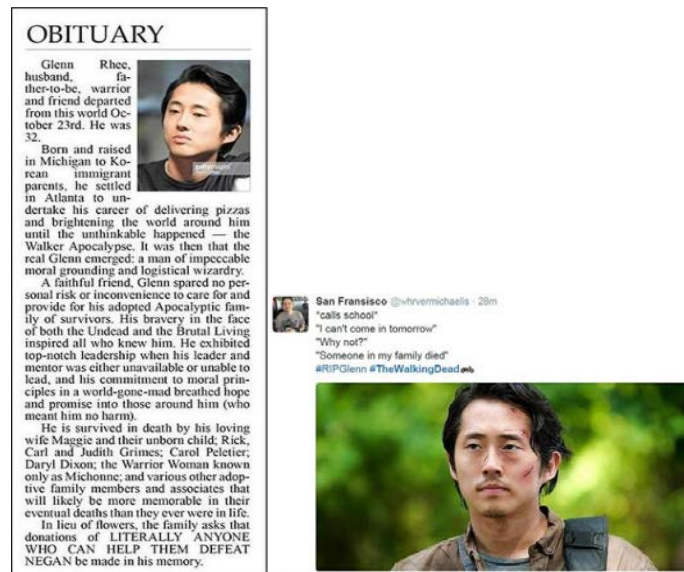 OBITUARY
Glenn Rhee,
husband, fa-
ther-to-be, warrior
and friend departed
from this world Oc-
tober 23rd. He was
32.
Born and raised
in Michigan to Ko-
rean immigrant
parents, he settled
in Atlanta to un-
dertake his career of delivering pizzas
and brightening the world around him
until the unthinkable happened — the
Walker Apocalypse. It was then that the
real Glenn emerged: a man of impeccable
moral grounding and logistical wizardry.
A faithful friend, Glenn spared no per-
sonal risk or inconvenience to care for and
provide for his adopted Apocalyptic fam-
ily of survivors. His bravery in the face
of both the Undead and the Brutal Living
inspired all who knew him. He exhibited
top-notch leadership when his leader and
mentor was either unavailable or unable to
lead, and his commitment to moral prin-
ciples in a world-gone-mad breathed hope
and promise into those around him (who
meant him no harm).
He is survived in death by his loving
wife Maggie and their unborn child; Rick,
Carl and Judith Grimes; Carol Peletier;
Daryl Dixon; the Warrior Woman known
only as Michonne; and various other adop-
tive family members and associates that
will likely be more memorable in their
eventual deaths than they ever were in life.
In lieu of flowers, the family asks that
donations of LITERALLY ANYONE
WHO CAN HELP THEM DEFEAT
NEGAN be made in his memory.
San Fransisco @whrvermichaelis · 28m
"calls school"
"I can't come in tomorrow"
"Why not?"
"Someone in my family died"
#RIPGlenn #TheWalkingDead